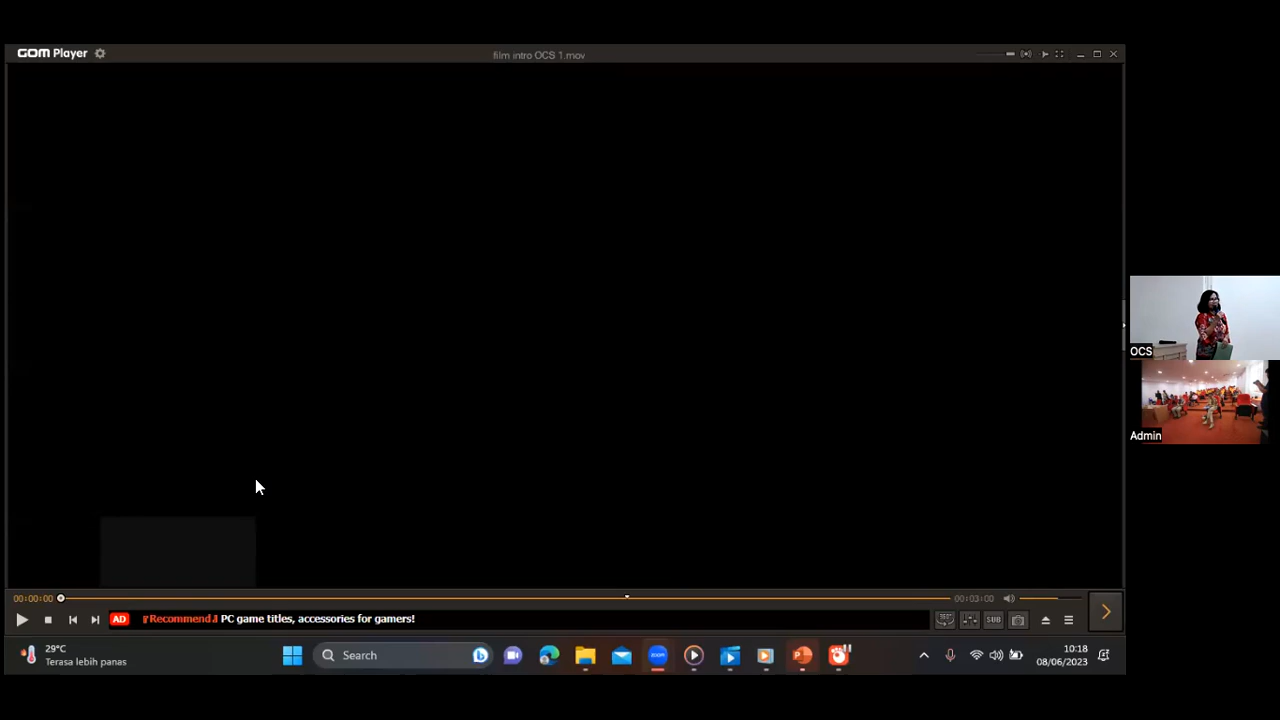 GOM Player
film intro OCS 1.mov
OCS
Admin
00:00:00
00:03:00
AD
『Recommend』 PC game titles, accessories for gamers!
SUB
29°C
Terasa lebih panas
Search
zoom
10:18
08/06/2023